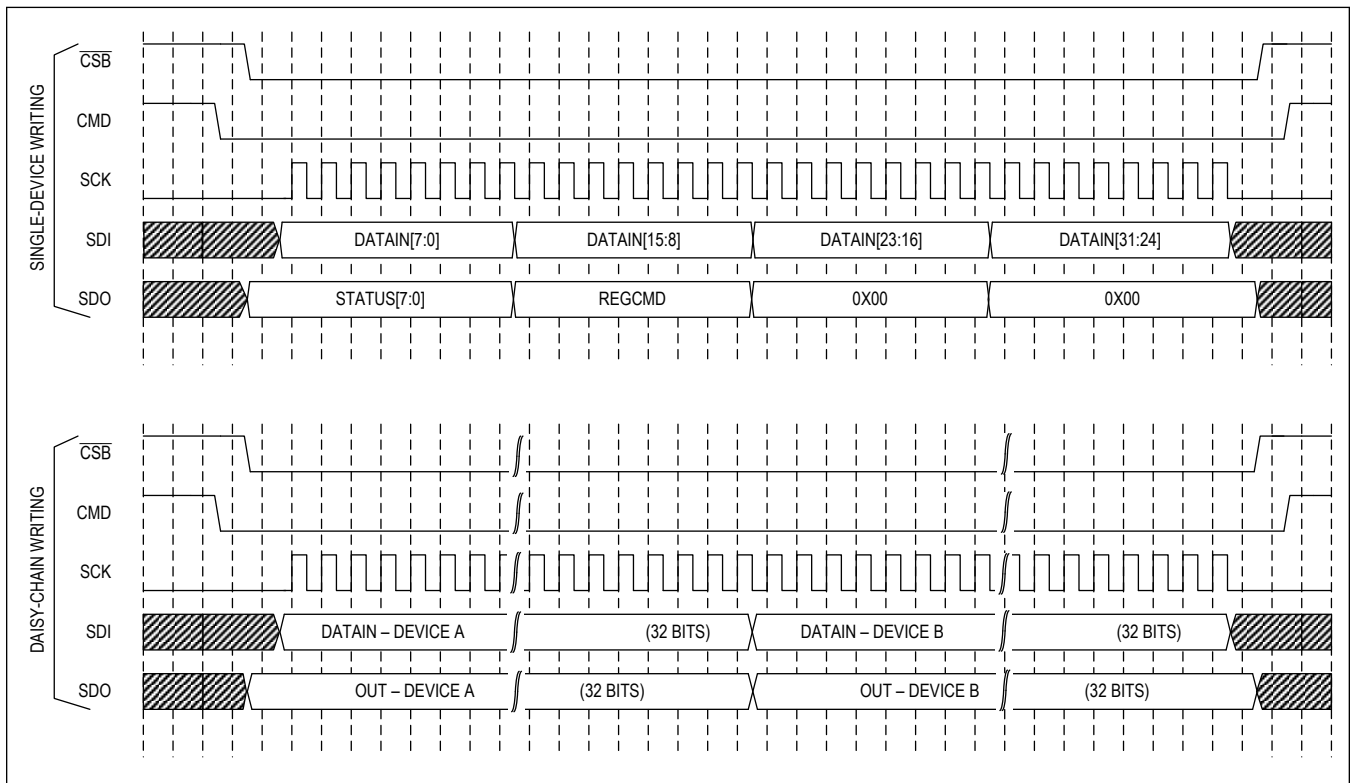 SINGLE-DEVICE WRITING
CSB
CMD
SCK
SDI DATAIN[7:0] DATAIN[15:8] DATAIN[23:16] DATAIN[31:24]
SDO STATUS[7:0] REGCMD 0X00 0X00
DAISY-CHAIN WRITING
CSB
CMD
SCK
SDI DATAIN – DEVICE A (32 BITS) DATAIN – DEVICE B (32 BITS)
SDO OUT – DEVICE A (32 BITS) OUT – DEVICE B (32 BITS)